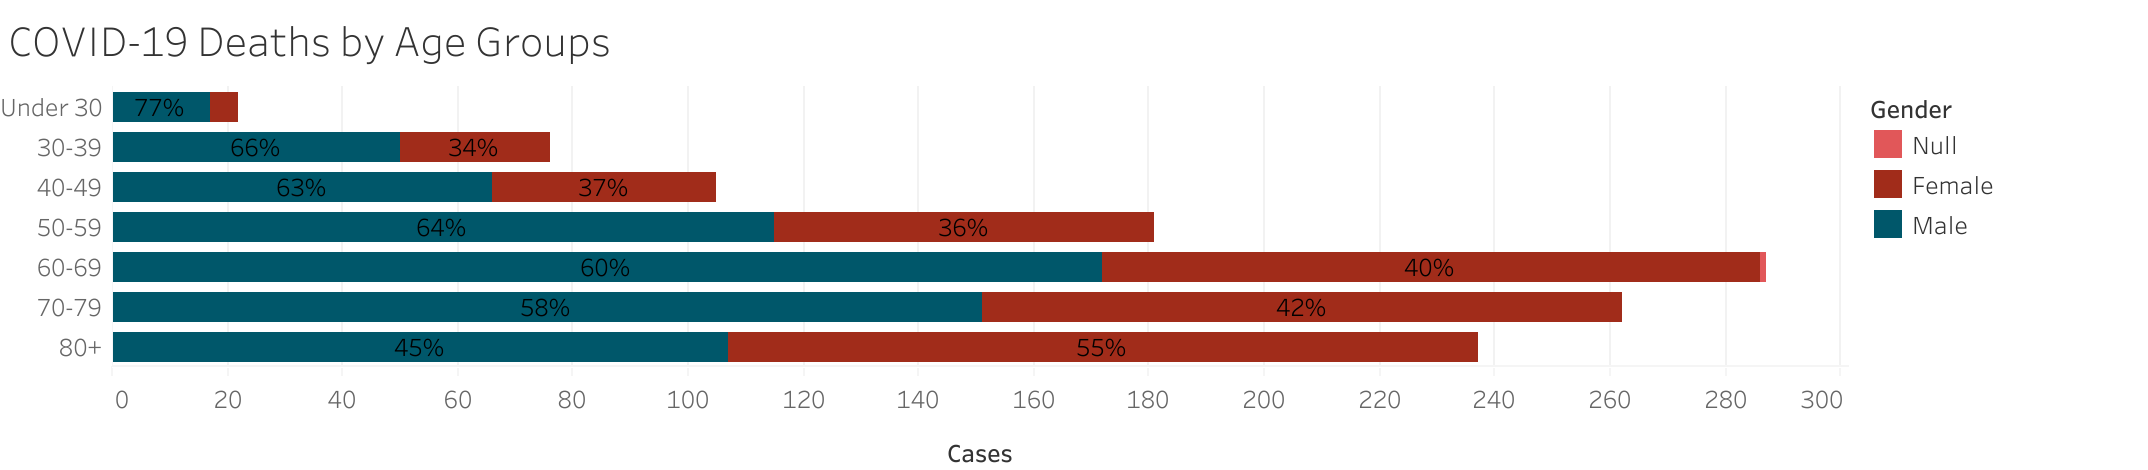 COVID-19 Deaths by Age Groups
Under 30 77%
30-39 66% 34%
40-49 63% 37%
50-59 64% 36%
60-69 60% 40%
70-79 58% 42%
80+ 45% 55%
0 20 40 60 80 100 120 140 160 180 200 220 240 260 280 300
Cases
Gender
Null
Female
Male